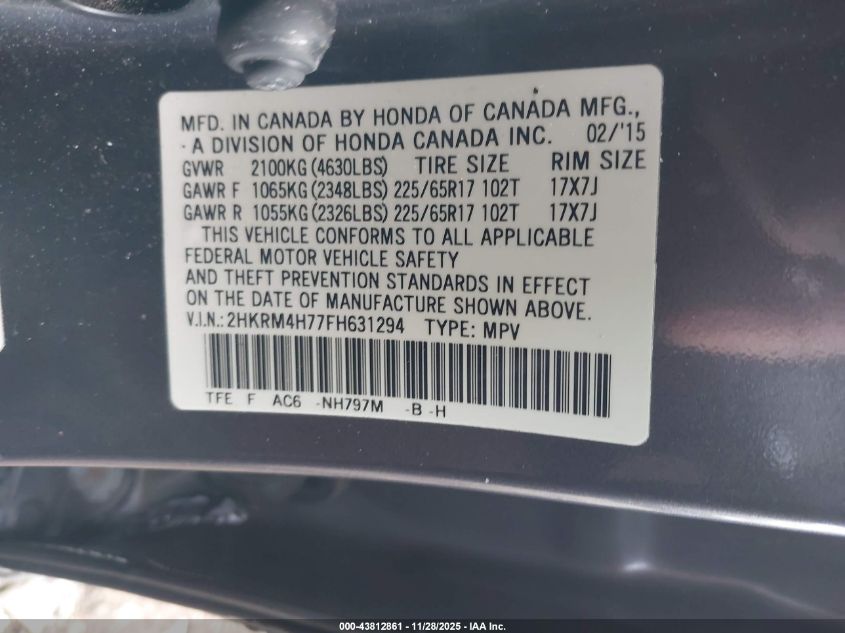 MFD. IN CANADA BY HONDA OF CANADA MFG.,
A DIVISION OF HONDA CANADA INC. 02/'15
GVWR 2100KG (4630LBS) TIRE SIZE RIM SIZE
GAWR F 1065KG (2348LBS) 225/65R17 102T 17X7J
GAWR R 1055KG (2326LBS) 225/65R17 102T 17X7J
THIS VEHICLE CONFORMS TO ALL APPLICABLE
FEDERAL MOTOR VEHICLE SAFETY
AND THEFT PREVENTION STANDARDS IN EFFECT
ON THE DATE OF MANUFACTURE SHOWN ABOVE.
V.I.N.: 2HKRM4H77FH631294 TYPE: MPV
TFE F AC6 -NH797M -B -H
000-43812861 | 11/28/2025 - IAA Inc.